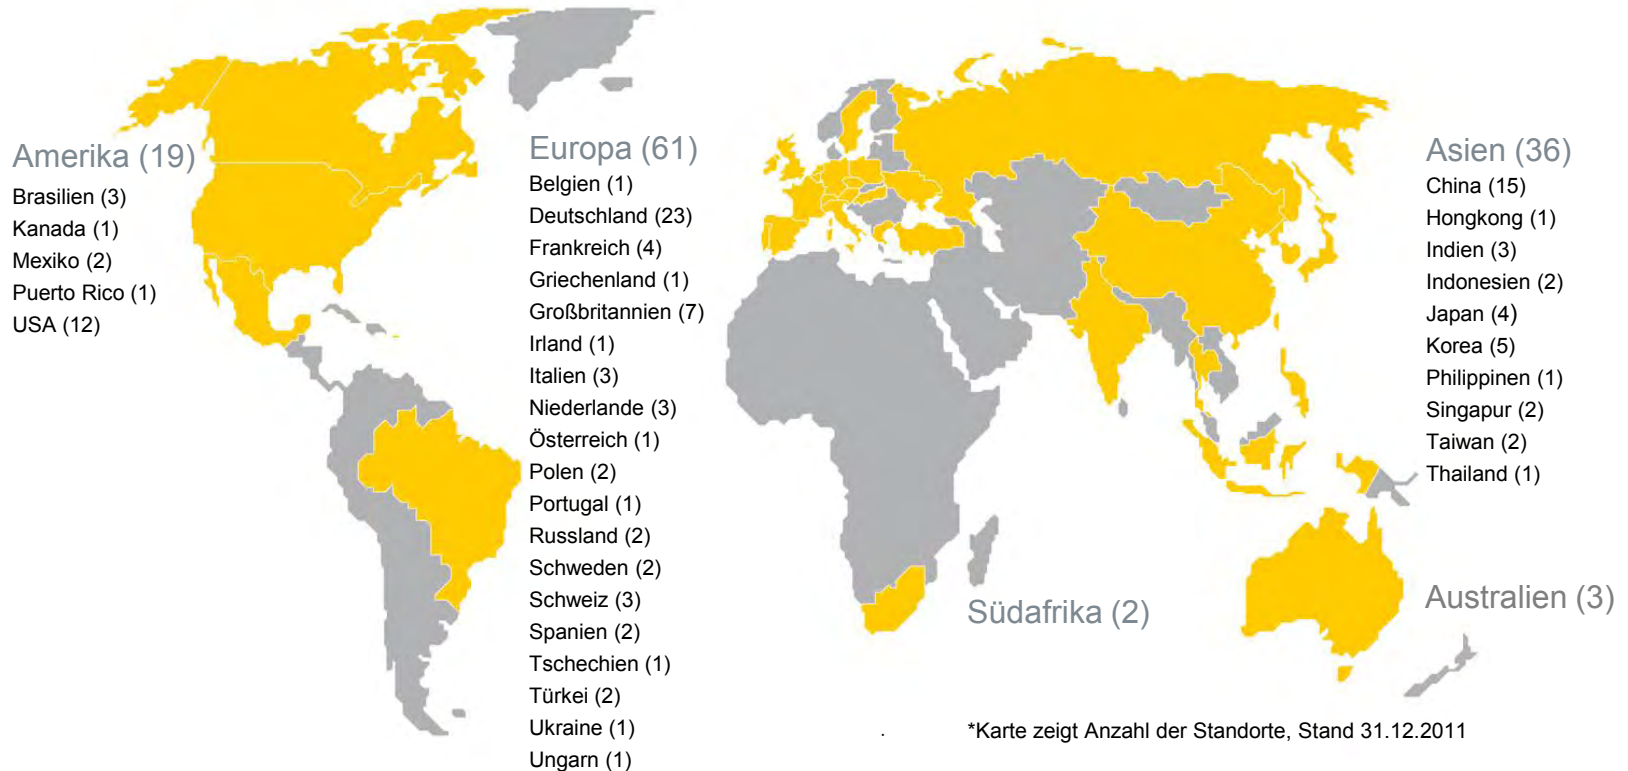 Amerika (19)
Brasilien (3)
Kanada (1)
Mexiko (2)
Puerto Rico (1)
USA (12)
Europa (61)
Belgien (1)
Deutschland (23)
Frankreich (4)
Griechenland (1)
Großbritannien (7)
Irland (1)
Italien (3)
Niederlande (3)
Österreich (1)
Polen (2)
Portugal (1)
Russland (2)
Schweden (2)
Schweiz (3)
Spanien (2)
Tschechien (1)
Türkei (2)
Ukraine (1)
Ungarn (1)
Asien (36)
China (15)
Hongkong (1)
Indien (3)
Indonesien (2)
Japan (4)
Korea (5)
Philippinen (1)
Singapur (2)
Taiwan (2)
Thailand (1)
Südafrika (2)
Australien (3)
*Karte zeigt Anzahl der Standorte, Stand 31.12.2011